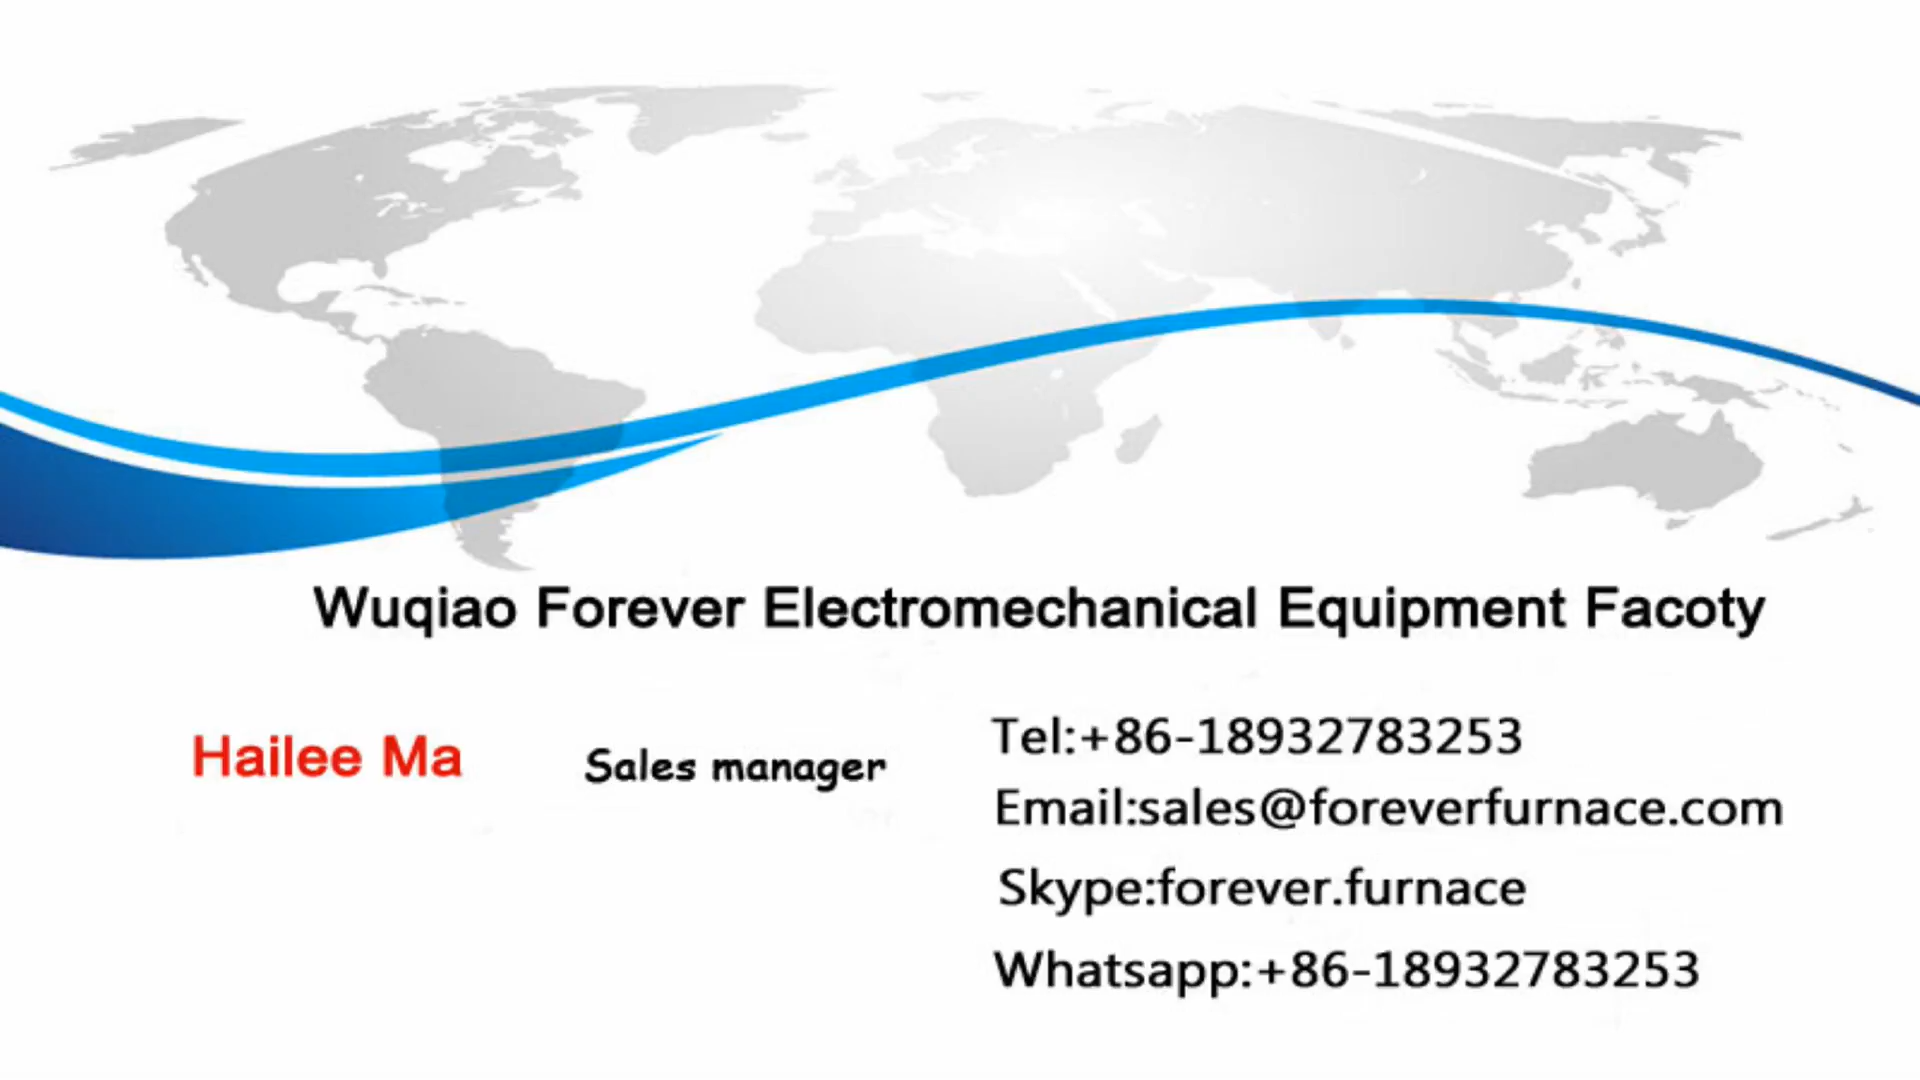 Wuqiao Forever Electromechanical Equipment Facoty
Hailee Ma
Sales manager
Tel:+86-18932783253
Email:sales@foreverfurnace.com
Skype:forever.furnace
Whatsapp:+86-18932783253